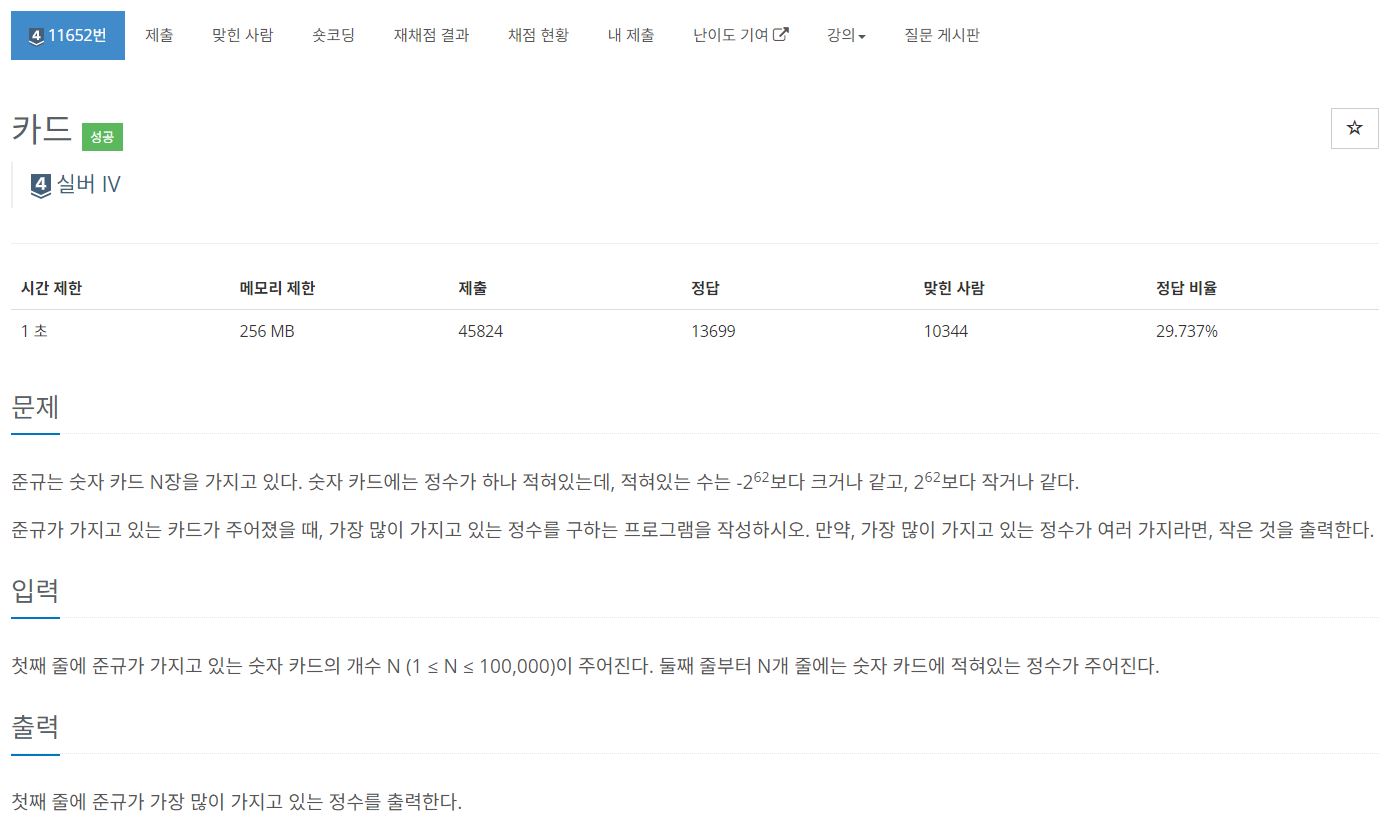 4 11652번 제출 맞힌 사람 숏코딩 재채점 결과 채점 현황 내 제출 난이도 기여 강의 질문 게시판
카드 성공
4 실버 IV
시간 제한 메모리 제한 제출 정답 맞힌 사람 정답 비율
1 초 256 MB 45824 13699 10344 29.737%
문제
준규는 숫자 카드 N장을 가지고 있다. 숫자 카드에는 정수가 하나 적혀있는데, 적혀있는 수는 -2⁶²보다 크거나 같고, 2⁶²보다 작거나 같다.
준규가 가지고 있는 카드가 주어졌을 때, 가장 많이 가지고 있는 정수를 구하는 프로그램을 작성하시오. 만약, 가장 많이 가지고 있는 정수가 여러 가지라면, 작은 것을 출력한다.
입력
첫째 줄에 준규가 가지고 있는 숫자 카드의 개수 N (1 ≤ N ≤ 100,000)이 주어진다. 둘째 줄부터 N개 줄에는 숫자 카드에 적혀있는 정수가 주어진다.
출력
첫째 줄에 준규가 가장 많이 가지고 있는 정수를 출력한다.